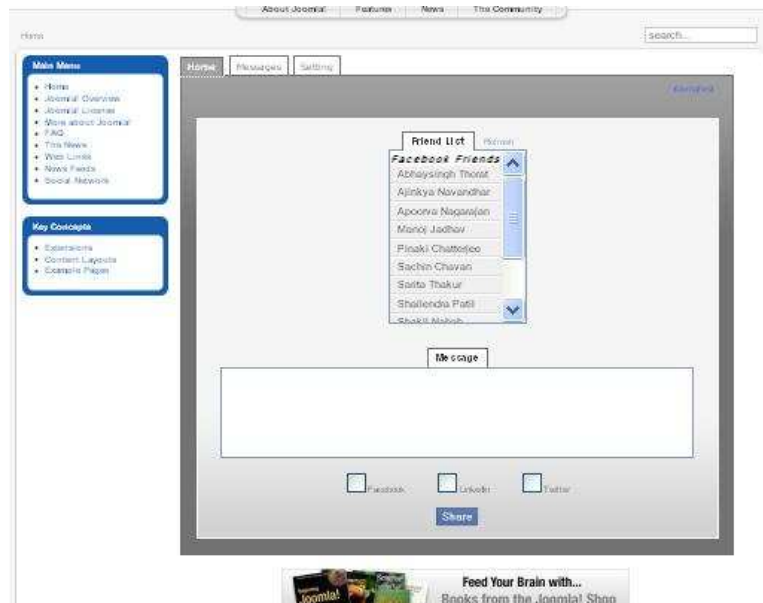 About Joomla!
Features
News
The Community
Home
search...
Main Menu
Home
Joomla! Overview
Joomla! License
More about Joomla!
FAQ
The News
Web Links
News Feeds
Social Network
Key Concepts
Extensions
Content Layouts
Example Pages
Home
Messages
Setting
Friend List
Facebook Friends
Abhaysingh Thorat
Ajinkya Navandhar
Apoorva Nagarajan
Manoj Jadhav
Pinaki Chatterjee
Sachin Chavan
Sarita Thakur
Shailendra Patil
Message
Facebook
LinkedIn
Twitter
Share
Joomla!
Feed Your Brain with...
Books from the Joomla! Shop